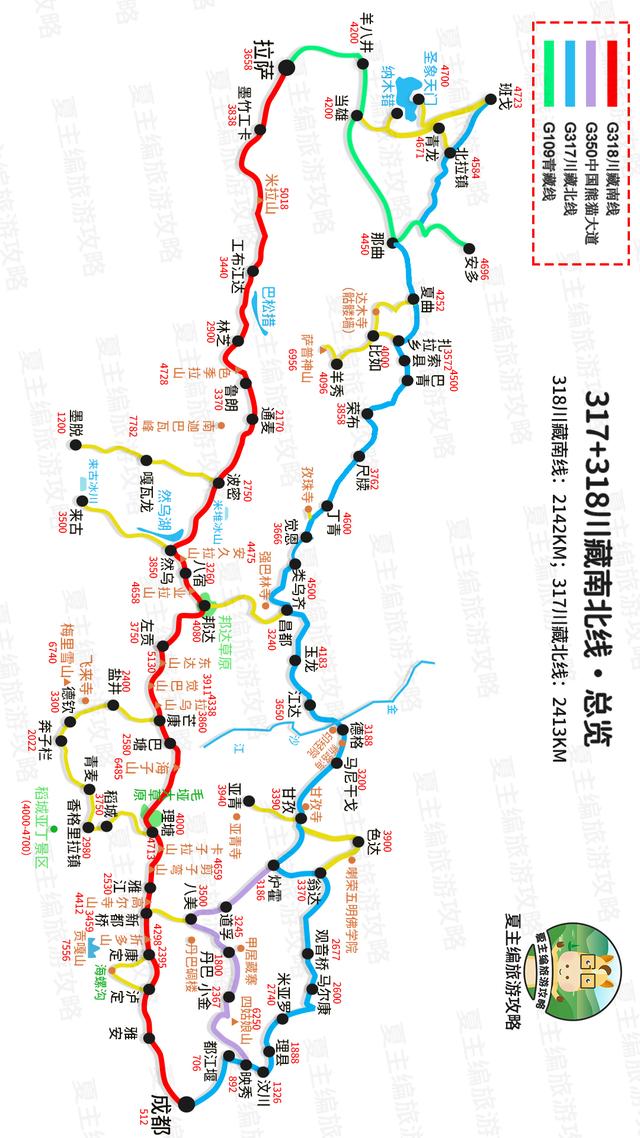 317+318川藏南北线·总览
318川藏南线：2142KM；317川藏北线：2413KM
G318川藏南线
G350中国熊猫大道
G317川藏北线
G109青藏线
夏主编旅游攻略
夏主编旅游攻略
班戈
4723
圣象天门
4700
纳木错
青龙
4671
北拉镇
4584
羊八井
4200
当雄
4200
那曲
4450
安多
4696
夏曲
4252
达木寺
(骷髅墙)
比如
4000
萨普神山
6956
羊秀
4096
扎拉乡
3572
索县
巴青
4500
荣布
3858
尺牍
3762
丁青
4600
孜珠寺
觉恩
3666
类乌齐
4500
强巴林寺
昌都
3240
玉龙
4183
江达
3650
金
沙
江
德格
3188
马尼干戈
3200
甘孜
3390
甘孜寺
亚青
3940
亚青寺
色达
3900
喇荣五明佛学院
炉霍
3186
翁达
3370
观音桥
2677
马尔康
2600
米亚罗
2740
理县
1888
汶川
1326
映秀
892
都江堰
706
成都
512
八美
3500
道孚
3245
甲居藏寨
丹巴
1800
丹巴碉楼
小金
2367
四姑娘山
6250
拉萨
3658
墨竹工卡
3838
米拉山
5018
工布江达
3440
巴松措
林芝
2900
色季拉山
4728
鲁朗
3370
通麦
2170
南迦巴瓦峰
7782
波密
2750
嘎瓦龙
墨脱
1200
米堆冰山
然乌湖
来古冰川
来古
3500
然乌
3850
安久拉山
4475
八宿
3260
业拉山
4658
邦达
4080
邦达草原
左贡
3750
东达山
5130
觉巴山
3911
拉乌山
4338
芒康
3860
盐井
2400
飞来寺
梅里雪山
6740
德钦
3300
奔子栏
2022
青麦
香格里拉镇
2980
稻城
3750
稻城亚丁景区
(4000-4700)
巴塘
2580
海子山
6485
毛垭大草原
理塘
4000
卡子拉山
4713
剪子弯山
4659
雅江
2530
高尔寺山
4412
新都桥
3459
折多山
4298
贡嘎山
7556
康定
2395
海螺沟
泸定
雅安